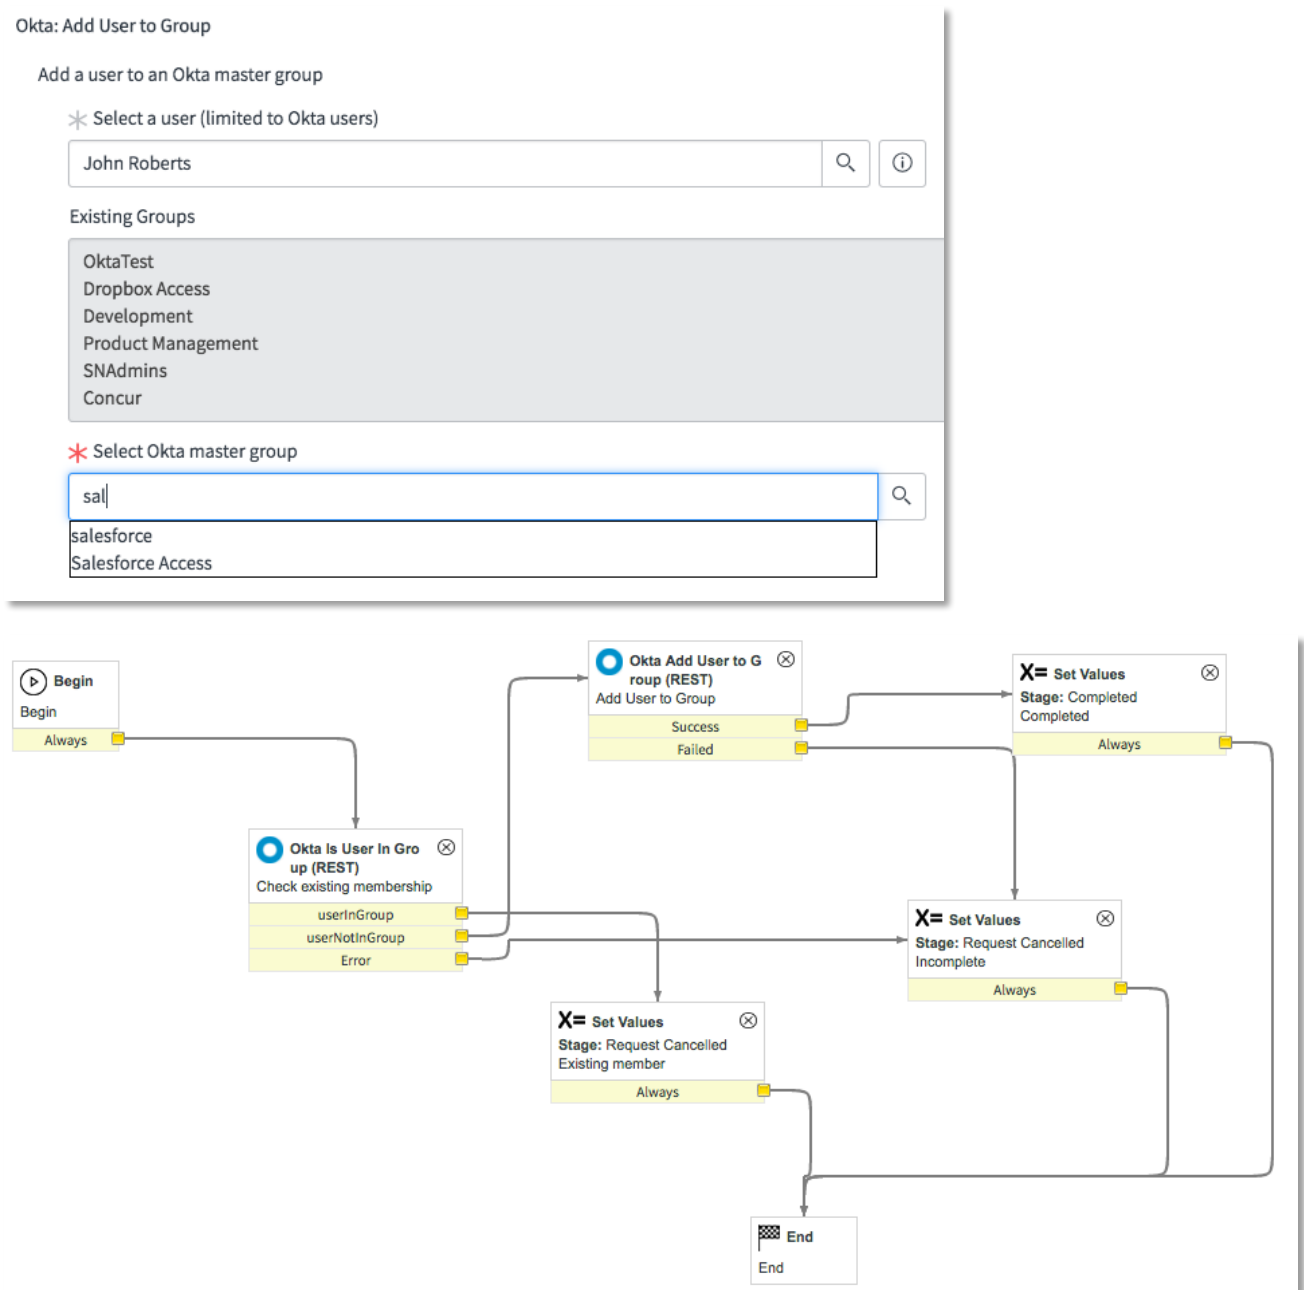 Okta: Add User to Group
Add a user to an Okta master group
Select a user (limited to Okta users)
John Roberts
Existing Groups
OktaTest
Dropbox Access
Development
Product Management
SNAdmins
Concur
Select Okta master group
sal
salesforce
Salesforce Access
Begin
Begin
Always
Okta Add User to G
roup (REST)
Add User to Group
Success
Failed
X= Set Values
Stage: Completed
Completed
Always
Okta Is User In Gro
up (REST)
Check existing membership
userInGroup
userNotInGroup
Error
X= Set Values
Stage: Request Cancelled
Incomplete
Always
X= Set Values
Stage: Request Cancelled
Existing member
Always
End
End